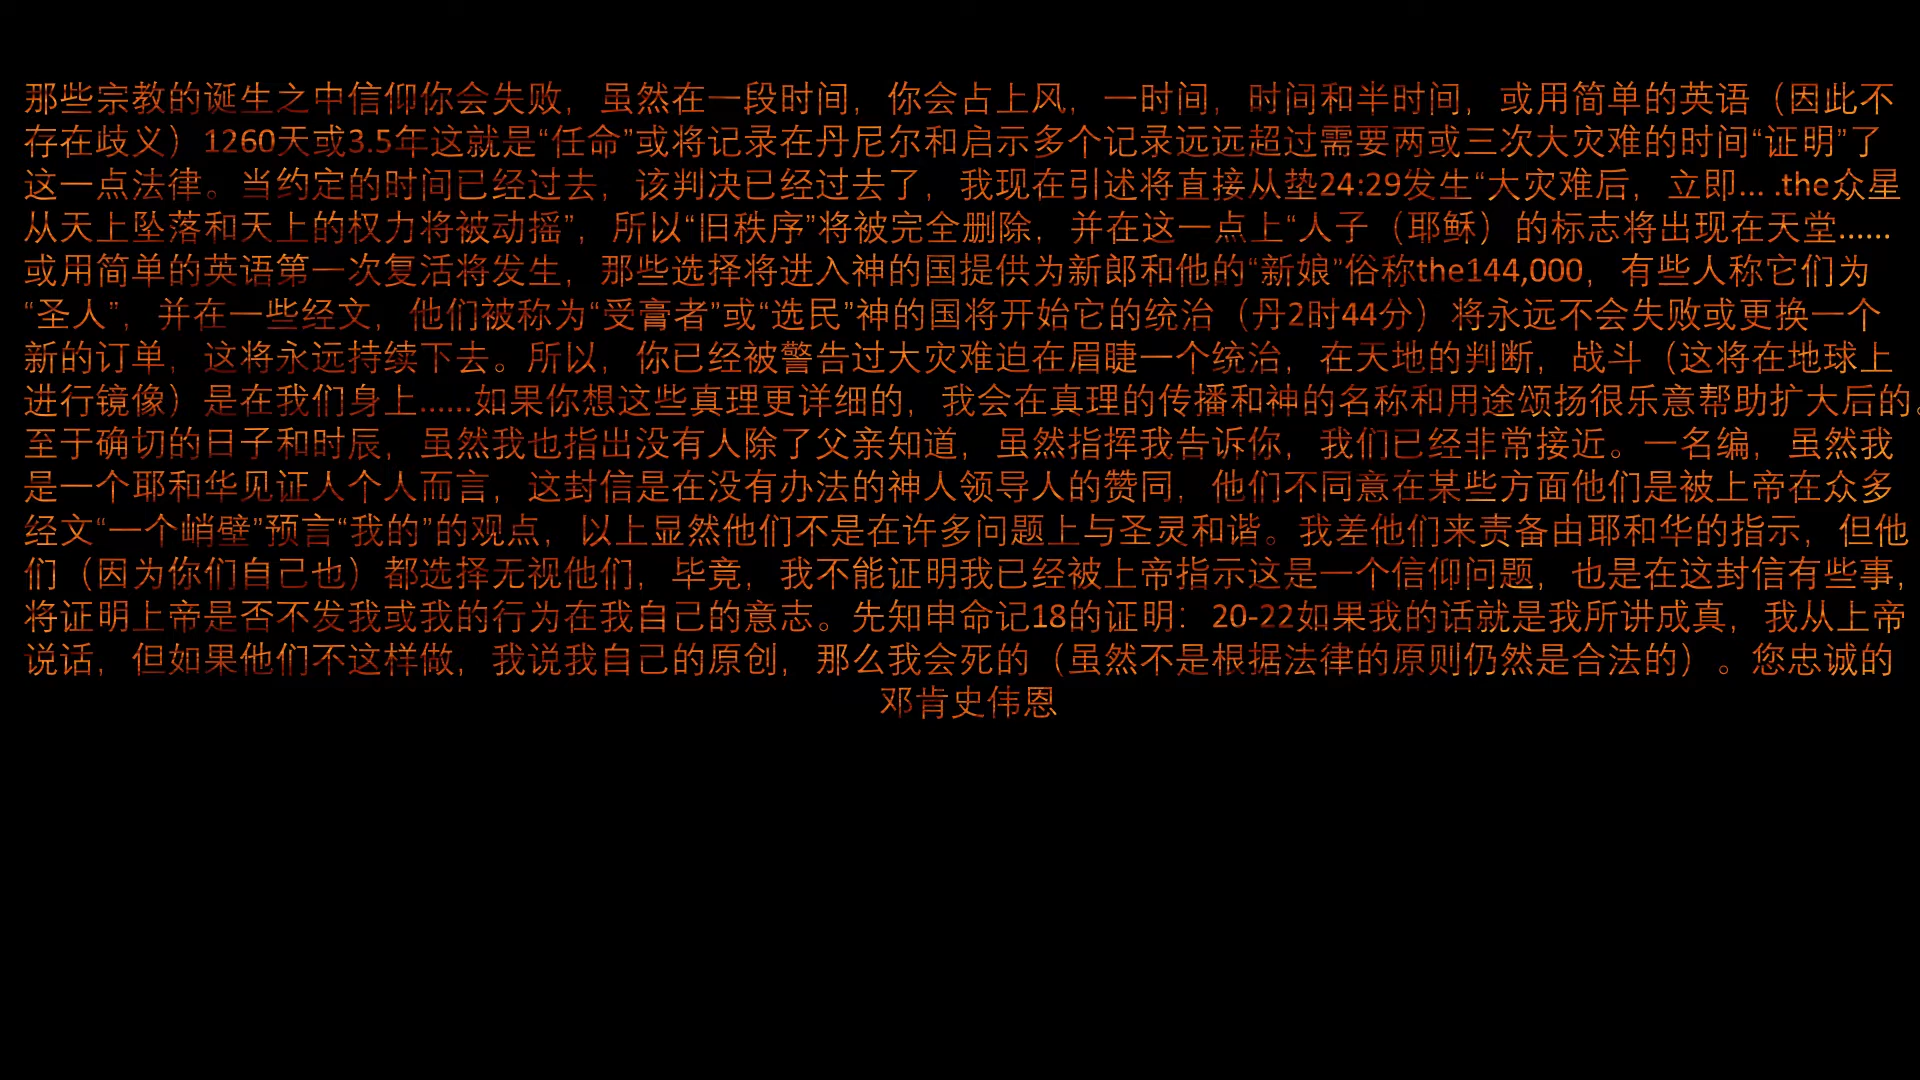 那些宗教的诞生之中信仰你会失败，虽然在一段时间，你会占上风，一时间，时间和半时间，或用简单的英语（因此不
存在歧义）1260天或3.5年这就是“任命”或将记录在丹尼尔和启示多个记录远远超过需要两或三次大灾难的时间“证明”了
这一点法律。当约定的时间已经过去，该判决已经过去了，我现在引述将直接从垫24:29发生“大灾难后，立即... .the众星
从天上坠落和天上的权力将被动摇”，所以“旧秩序”将被完全删除，并在这一点上“人子（耶稣）的标志将出现在天堂......
或用简单的英语第一次复活将发生，那些选择将进入神的国提供为新郎和他的“新娘”俗称the144,000，有些人称它们为
“圣人”，并在一些经文，他们被称为“受膏者”或“选民”神的国将开始它的统治（丹2时44分）将永远不会失败或更换一个
新的订单，这将永远持续下去。所以，你已经被警告过大灾难迫在眉睫一个统治，在天地的判断，战斗（这将在地球上
进行镜像）是在我们身上......如果你想这些真理更详细的，我会在真理的传播和神的名称和用途颂扬很乐意帮助扩大后的。
至于确切的日子和时辰，虽然我也指出没有人除了父亲知道，虽然指挥我告诉你，我们已经非常接近。一名编，虽然我
是一个耶和华见证人个人而言，这封信是在没有办法的神人领导人的赞同，他们不同意在某些方面他们是被上帝在众多
经文“一个峭壁”预言“我的”的观点，以上显然他们不是在许多问题上与圣灵和谐。我差他们来责备由耶和华的指示，但他
们（因为你们自己也）都选择无视他们，毕竟，我不能证明我已经被上帝指示这是一个信仰问题，也是在这封信有些事，
将证明上帝是否不发我或我的行为在我自己的意志。先知申命记18的证明：20-22如果我的话就是我所讲成真，我从上帝
说话，但如果他们不这样做，我说我自己的原创，那么我会死的（虽然不是根据法律的原则仍然是合法的）。您忠诚的
邓肯史伟恩